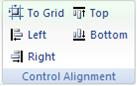 To Grid Top
Left Bottom
Right
Control Alignment